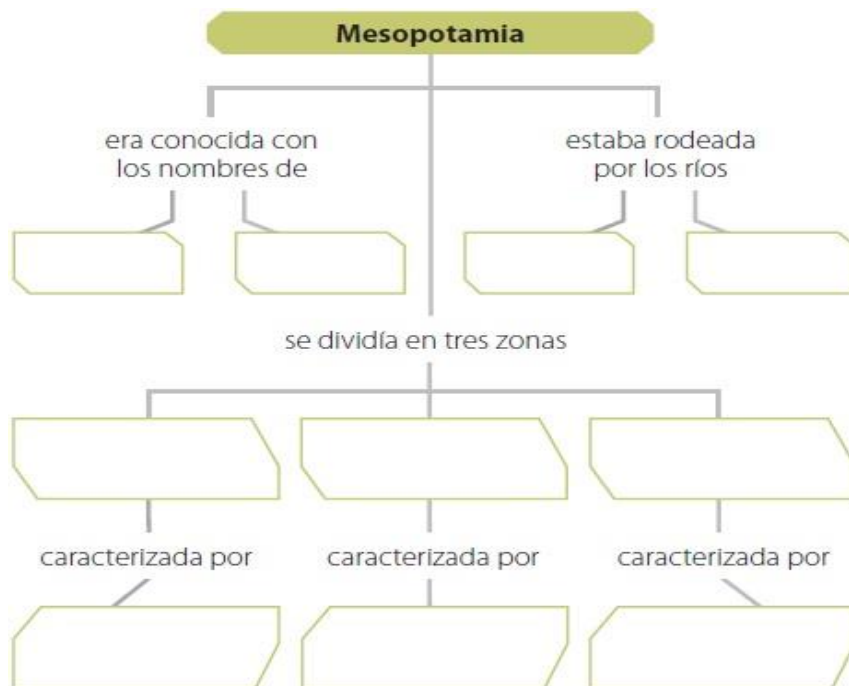 Mesopotamia
era conocida con
los nombres de
estaba rodeada
por los ríos
se dividía en tres zonas
caracterizada por
caracterizada por
caracterizada por